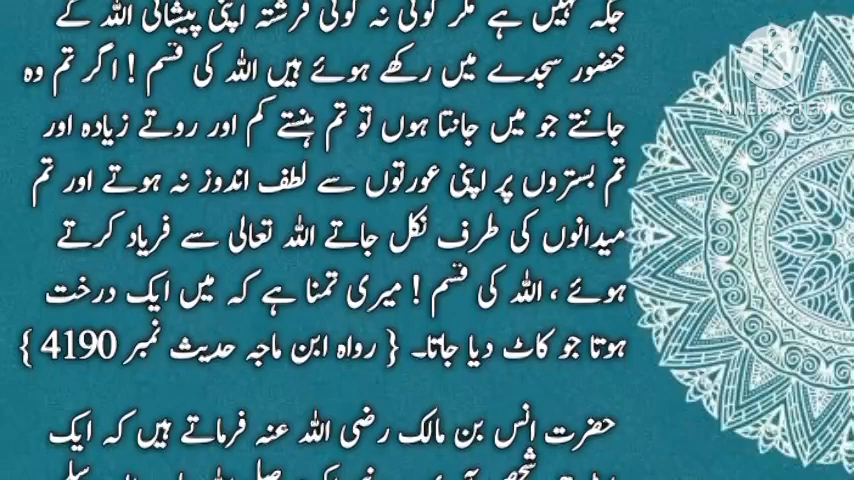 جگہ نہیں ہے مگر کوئی نہ کوئی فرشتہ اپنی پیشانی اللہ کے
حضور سجدے میں رکھے ہوئے ہیں اللہ کی قسم ! اگر تم وہ
جانتے جو میں جانتا ہوں تو تم ہنستے کم اور روتے زیادہ اور
تم بستروں پر اپنی عورتوں سے لطف اندوز نہ ہوتے اور تم
میدانوں کی طرف نکل جاتے اللہ تعالی سے فریاد کرتے
ہوئے ، اللہ کی قسم ! میری تمنا ہے کہ میں ایک درخت
ہوتا جو کاٹ دیا جاتا۔ { رواہ ابن ماجہ حدیث نمبر 4190 }
حضرت انس بن مالک رضی اللہ عنہ فرماتے ہیں کہ ایک
KINEMASTER